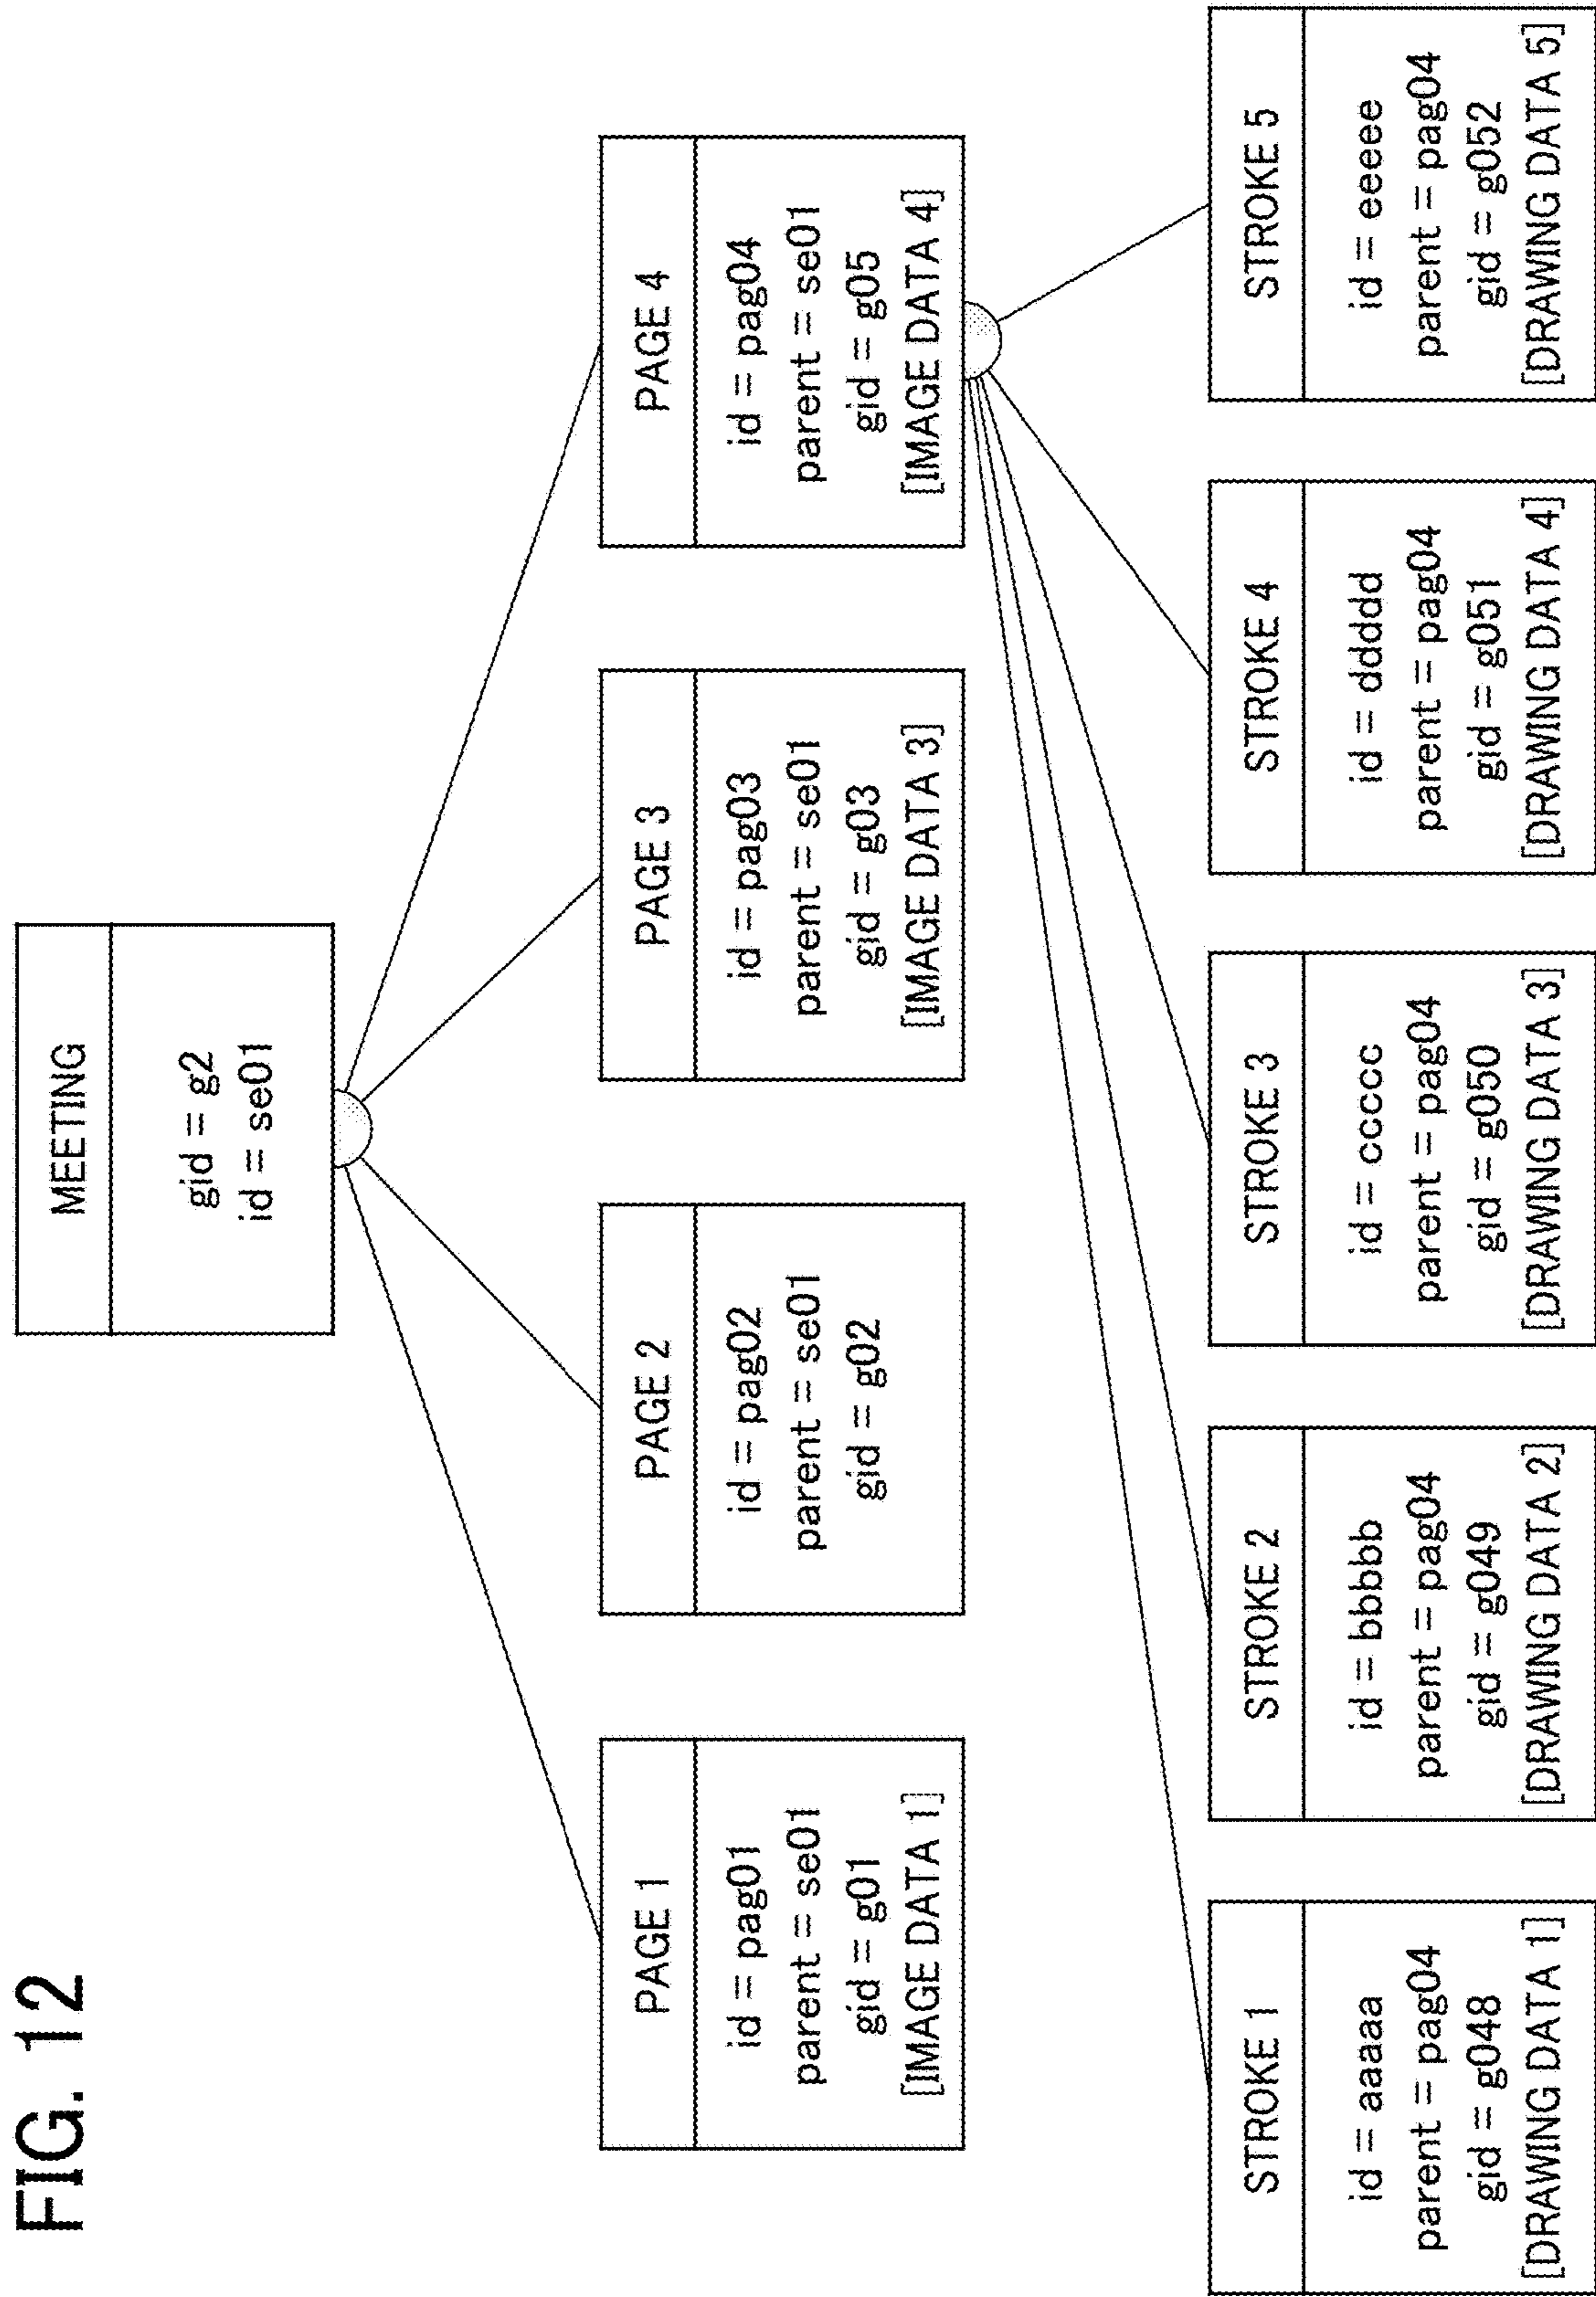 FIG. 12
MEETING
gid = g2
id = se01
PAGE 1
id = pag01
parent = se01
gid = g01
[IMAGE DATA 1]
PAGE 2
id = pag02
parent = se01
gid = g02
PAGE 3
id = pag03
parent = se01
gid = g03
[IMAGE DATA 3]
PAGE 4
id = pag04
parent = se01
gid = g05
[IMAGE DATA 4]
STROKE 1
id = aaaaa
parent = pag04
gid = g048
[DRAWING DATA 1]
STROKE 2
id = bbbbb
parent = pag04
gid = g049
[DRAWING DATA 2]
STROKE 3
id = ccccc
parent = pag04
gid = g050
[DRAWING DATA 3]
STROKE 4
id = ddddd
parent = pag04
gid = g051
[DRAWING DATA 4]
STROKE 5
id = eeeee
parent = pag04
gid = g052
[DRAWING DATA 5]